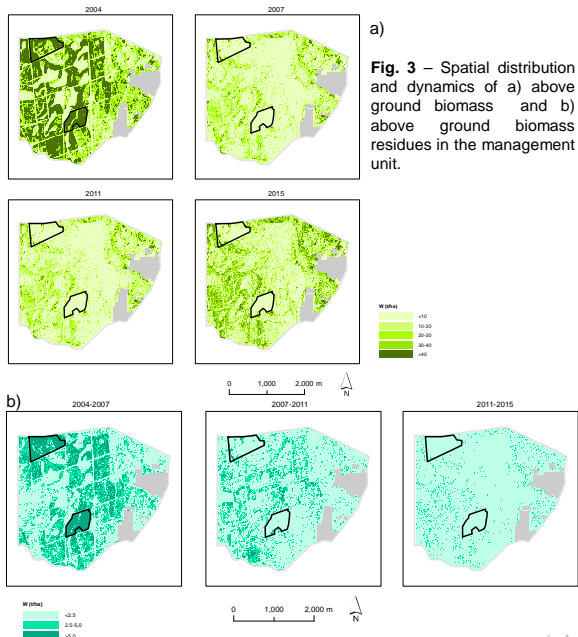 2004
2007
a)
Fig. 3 – Spatial distribution
and dynamics of a) above
ground biomass and b)
above ground biomass
residues in the management
unit.
2011
2015
W (t/ha)
<10
10-20
20-30
30-40
>40
0 1,000 2,000 m
N
b)
2004-2007
2007-2011
2011-2015
W (t/ha)
<2.5
2.5-5.0
>5.0
0 1,000 2,000 m
N